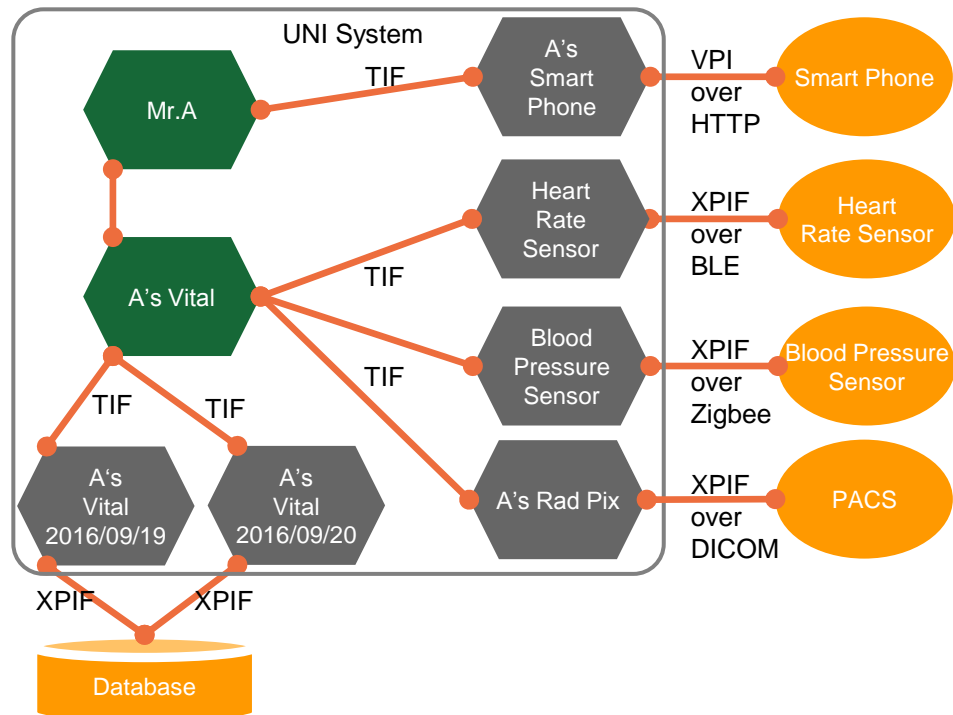 UNI System
Mr.A
TIF
A's
Smart
Phone
VPI
over
HTTP
Smart Phone
Heart
Rate
Sensor
XPIF
over
BLE
Heart
Rate Sensor
TIF
A's Vital
Blood
Pressure
Sensor
XPIF
over
Zigbee
Blood Pressure
Sensor
TIF
TIF
TIF
A‘s
Vital
2016/09/19
A's
Vital
2016/09/20
A's Rad Pix
XPIF
over
DICOM
PACS
XPIF
XPIF
Database